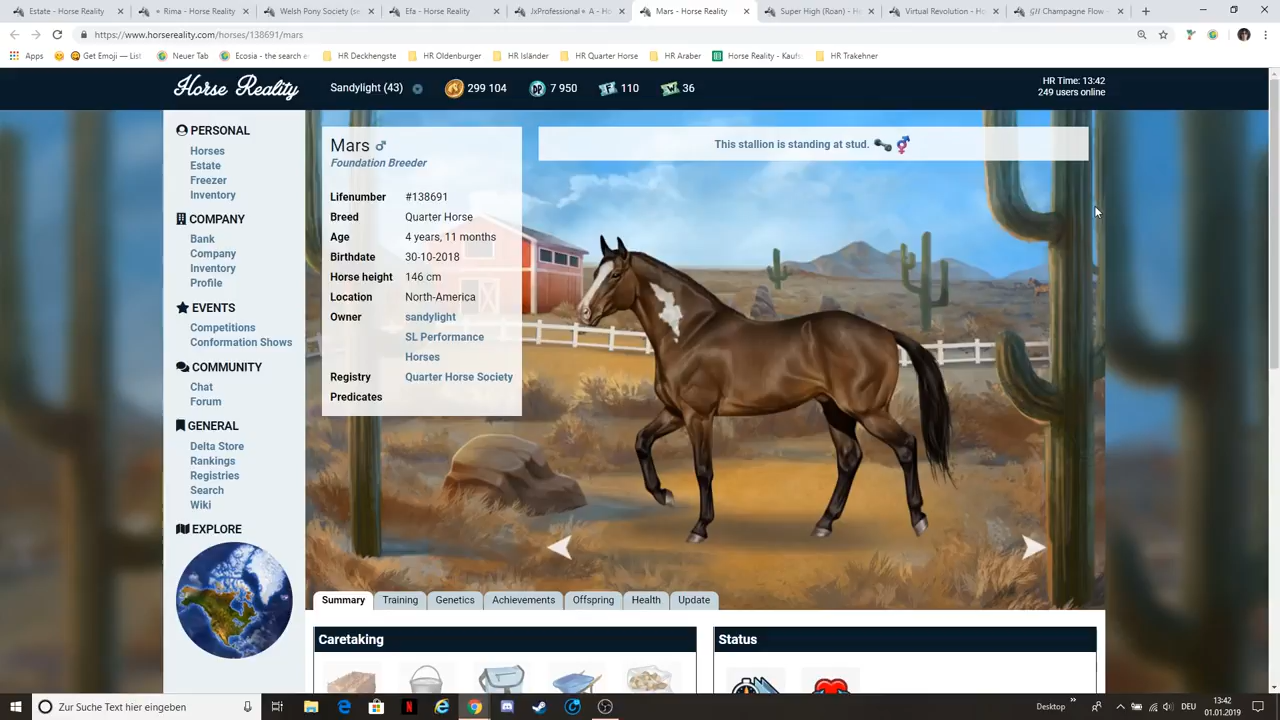 Estate - Horse Reality
Rima - Horse Reality
Welsh Pony Society (se
Efa - Horse Reality
JxProfessional
A - Ho
Mars - Horse Reality
Super High (Roan) - H
Virtual Revolution - H
Champagne Flow -
https://www.horsereality.com/horses/138691/mars
Apps
Get Emoji — List
Neuer Tab
Ecosia - the search e
HR Deckhengste
HR Oldenburger
HR Isländer
HR Quarter Horse
HR Araber
Horse Reality - Kaufs
HR Trakehner
Horse Reality
Sandylight (43)
299 104
7 950
110
36
HR Time: 13:42
249 users online
PERSONAL
Horses
Estate
Freezer
Inventory
COMPANY
Bank
Company
Inventory
Profile
EVENTS
Competitions
Conformation Shows
COMMUNITY
Chat
Forum
GENERAL
Delta Store
Rankings
Registries
Search
Wiki
EXPLORE
Mars ♂
Foundation Breeder
Lifenumber #138691
Breed Quarter Horse
Age 4 years, 11 months
Birthdate 30-10-2018
Horse height 146 cm
Location North-America
Owner sandylight
SL Performance
Horses
Registry Quarter Horse Society
Predicates
This stallion is standing at stud.
Summary
Training
Genetics
Achievements
Offspring
Health
Update
Caretaking
Status
Zur Suche Text hier eingeben
Desktop
DEU
13:42
01.01.2019